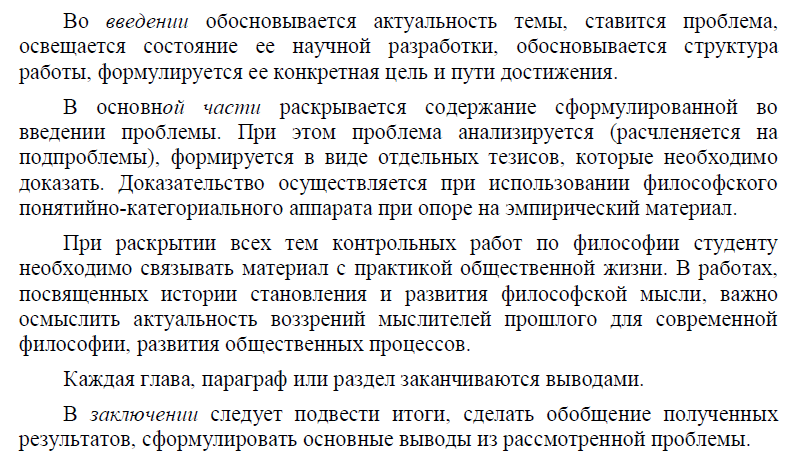 Во введении обосновывается актуальность темы, ставится проблема,
освещается состояние ее научной разработки, обосновывается структура
работы, формулируется ее конкретная цель и пути достижения.
В основной части раскрывается содержание сформулированной во
введении проблемы. При этом проблема анализируется (расчленяется на
подпроблемы), формируется в виде отдельных тезисов, которые необходимо
доказать. Доказательство осуществляется при использовании философского
понятийно-категориального аппарата при опоре на эмпирический материал.
При раскрытии всех тем контрольных работ по философии студенту
необходимо связывать материал с практикой общественной жизни. В работах,
посвященных истории становления и развития философской мысли, важно
осмыслить актуальность воззрений мыслителей прошлого для современной
философии, развития общественных процессов.
Каждая глава, параграф или раздел заканчиваются выводами.
В заключении следует подвести итоги, сделать обобщение полученных
результатов, сформулировать основные выводы из рассмотренной проблемы.